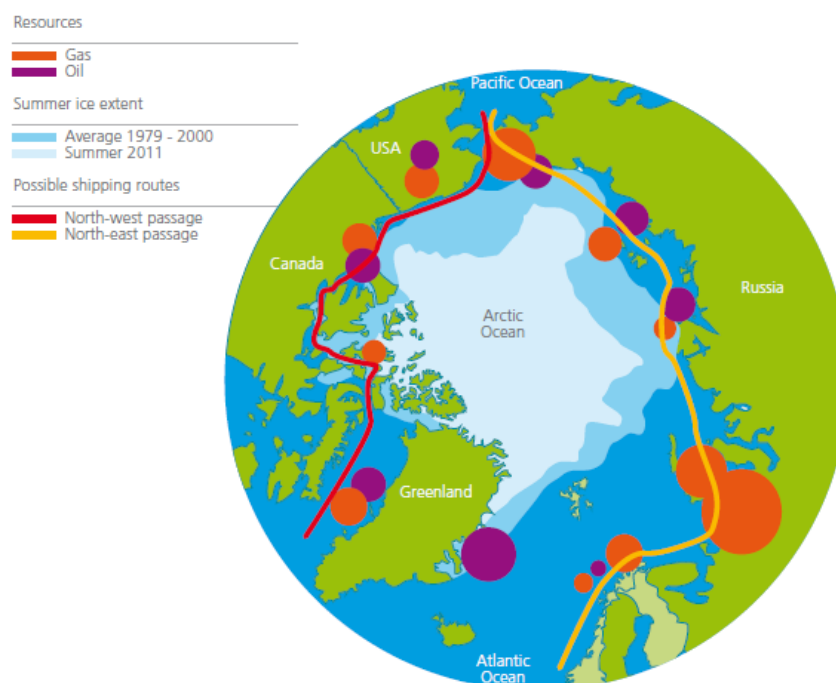 Resources
Gas
Oil
Summer ice extent
Average 1979 - 2000
Summer 2011
Possible shipping routes
North-west passage
North-east passage
Pacific Ocean
USA
Canada
Russia
Arctic
Ocean
Greenland
Atlantic
Ocean